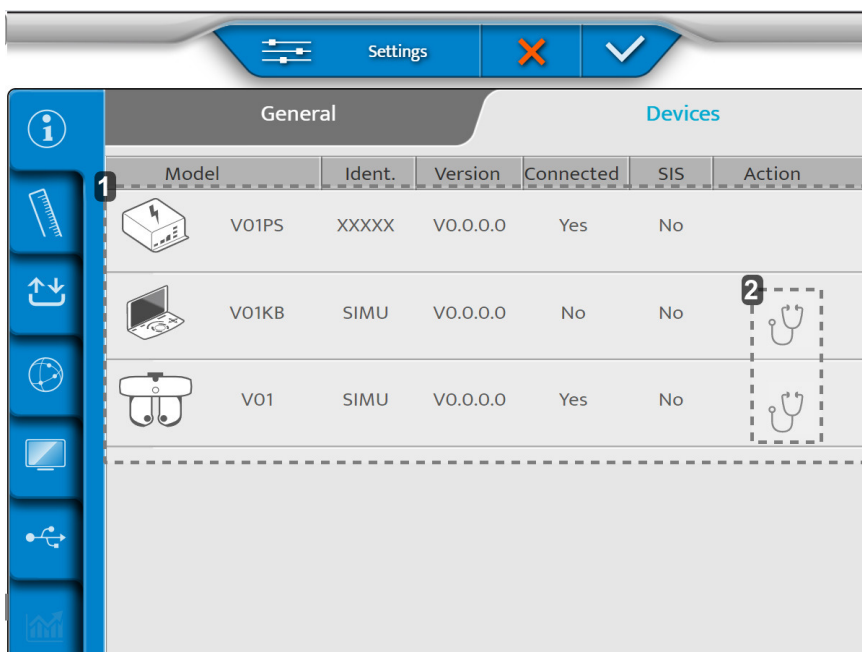 Settings
General Devices
Model Ident. Version Connected SIS Action
1
V01PS XXXXX V0.0.0.0 Yes No
2
V01KB SIMU V0.0.0.0 No No
V01 SIMU V0.0.0.0 Yes No